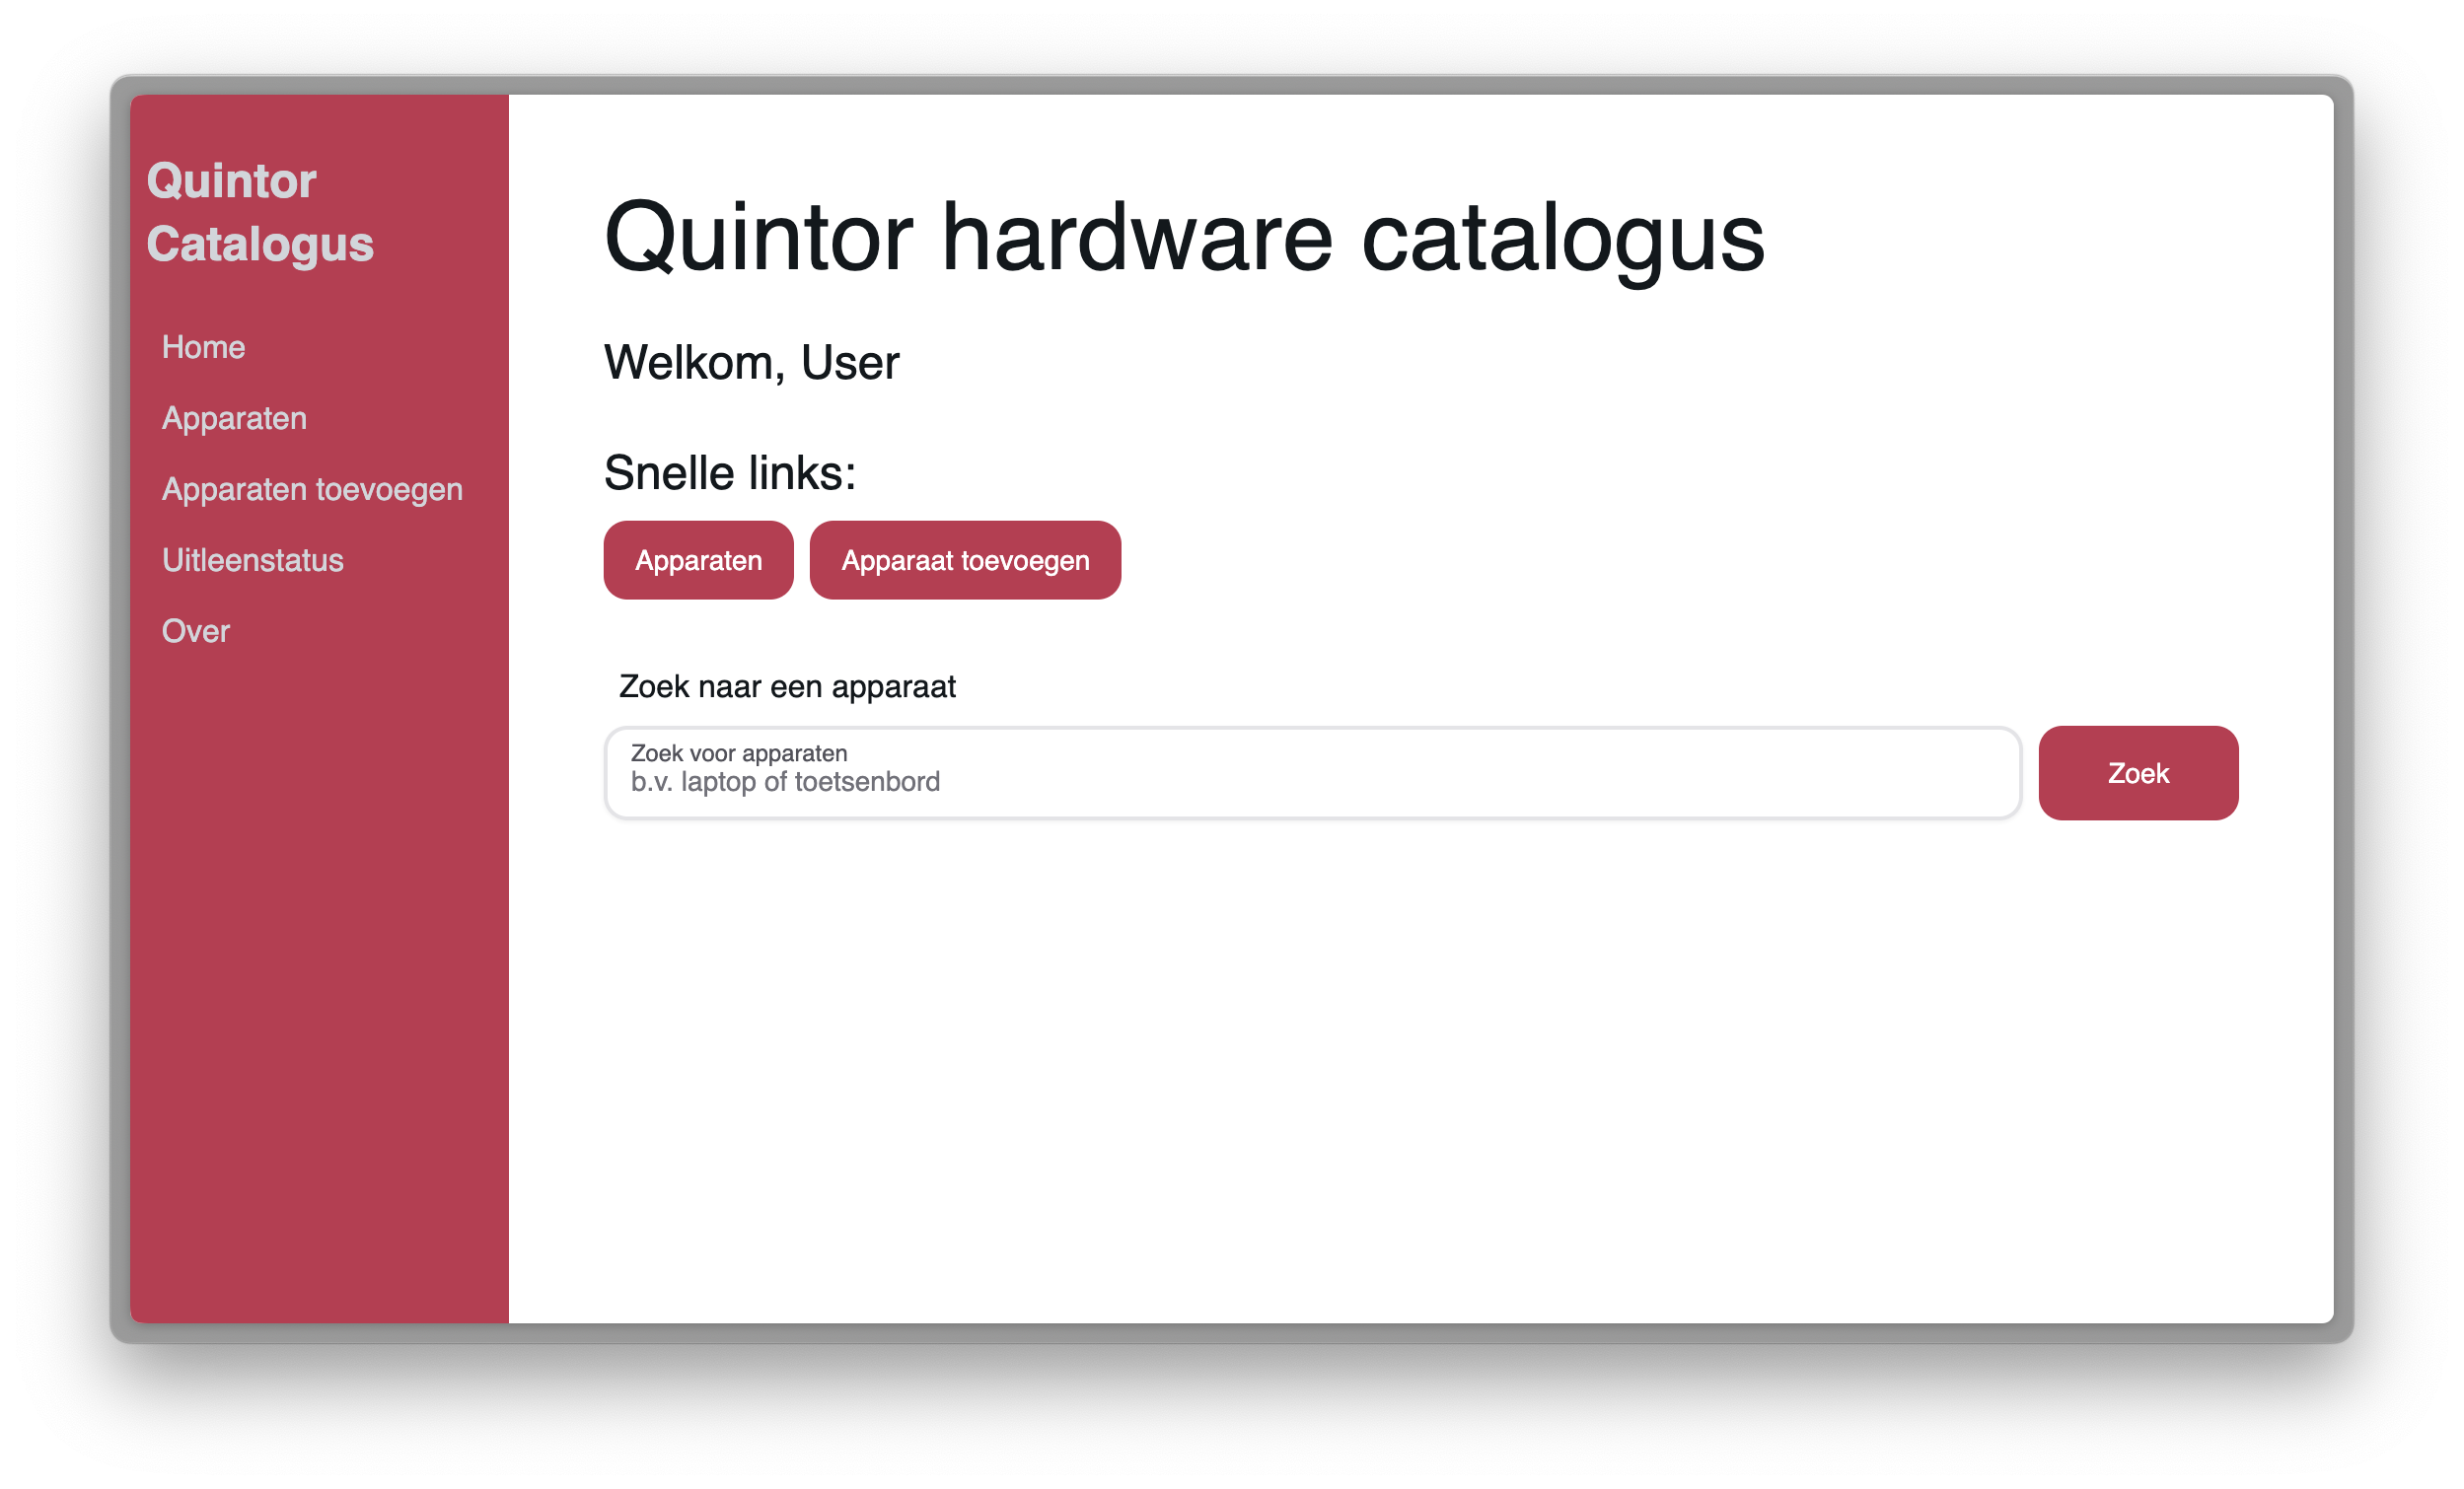 Quintor
Catalogus
Home
Apparaten
Apparaten toevoegen
Uitleenstatus
Over
Quintor hardware catalogus
Welkom, User
Snelle links:
Apparaten
Apparaat toevoegen
Zoek naar een apparaat
Zoek voor apparaten
b.v. laptop of toetsenbord
Zoek